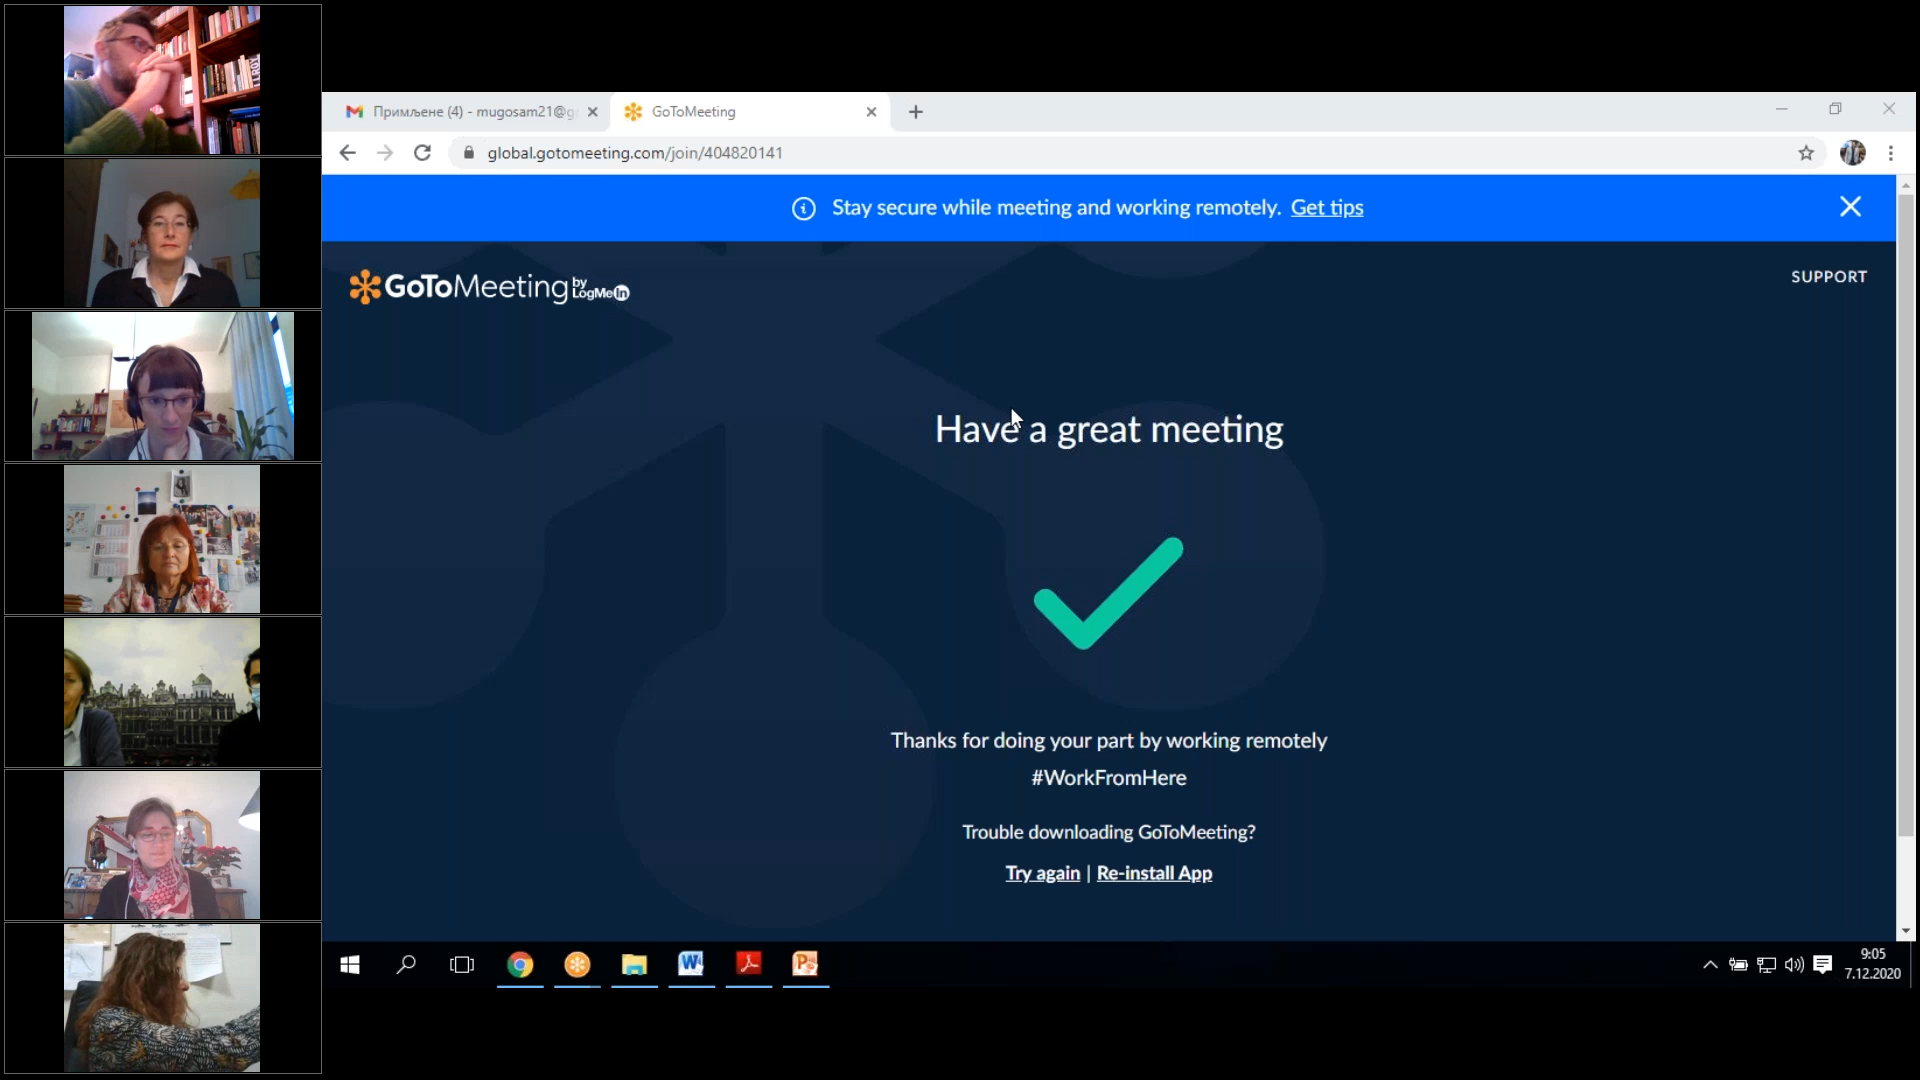 Примљене (4) - mugosam21@g
GoToMeeting
global.gotomeeting.com/join/404820141
Stay secure while meeting and working remotely. Get tips
GoToMeeting by LogMeIn
SUPPORT
Have a great meeting
Thanks for doing your part by working remotely
#WorkFromHere
Trouble downloading GoToMeeting?
Try again | Re-install App
9:05
7.12.2020